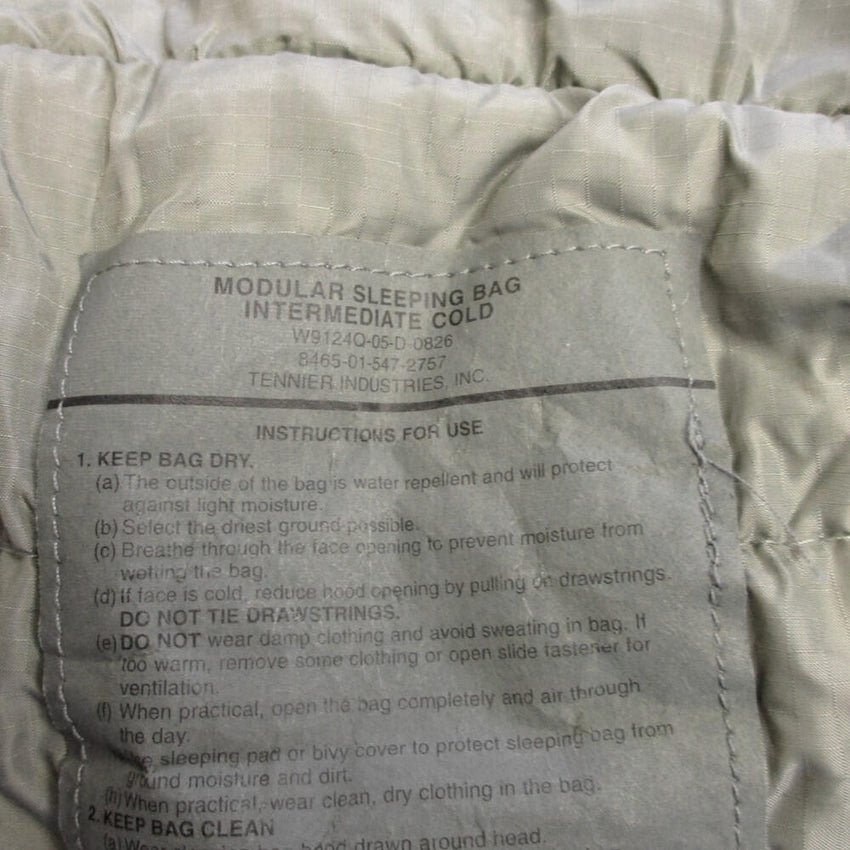 MODULAR SLEEPING BAG
INTERMEDIATE COLD
W9124Q-05-D-0826
8465-01-547-2757
TENNIER INDUSTRIES, INC.
INSTRUCTIONS FOR USE
1. KEEP BAG DRY.
(a) The outside of the bag is water repellent and will protect
against light moisture.
(b) Select the driest ground possible.
(c) Breathe through the face opening to prevent moisture from
wetting the bag.
(d) If face is cold, reduce hood opening by pulling on drawstrings.
DO NOT TIE DRAWSTRINGS.
(e) DO NOT wear damp clothing and avoid sweating in bag. If
too warm, remove some clothing or open slide fastener for
ventilation.
(f) When practical, open the bag completely and air through
the day.
sleeping pad or bivy cover to protect sleeping bag from
ground moisture and dirt.
(h) When practical, wear clean, dry clothing in the bag.
2. KEEP BAG CLEAN
(a) Wear hood drawn around head.